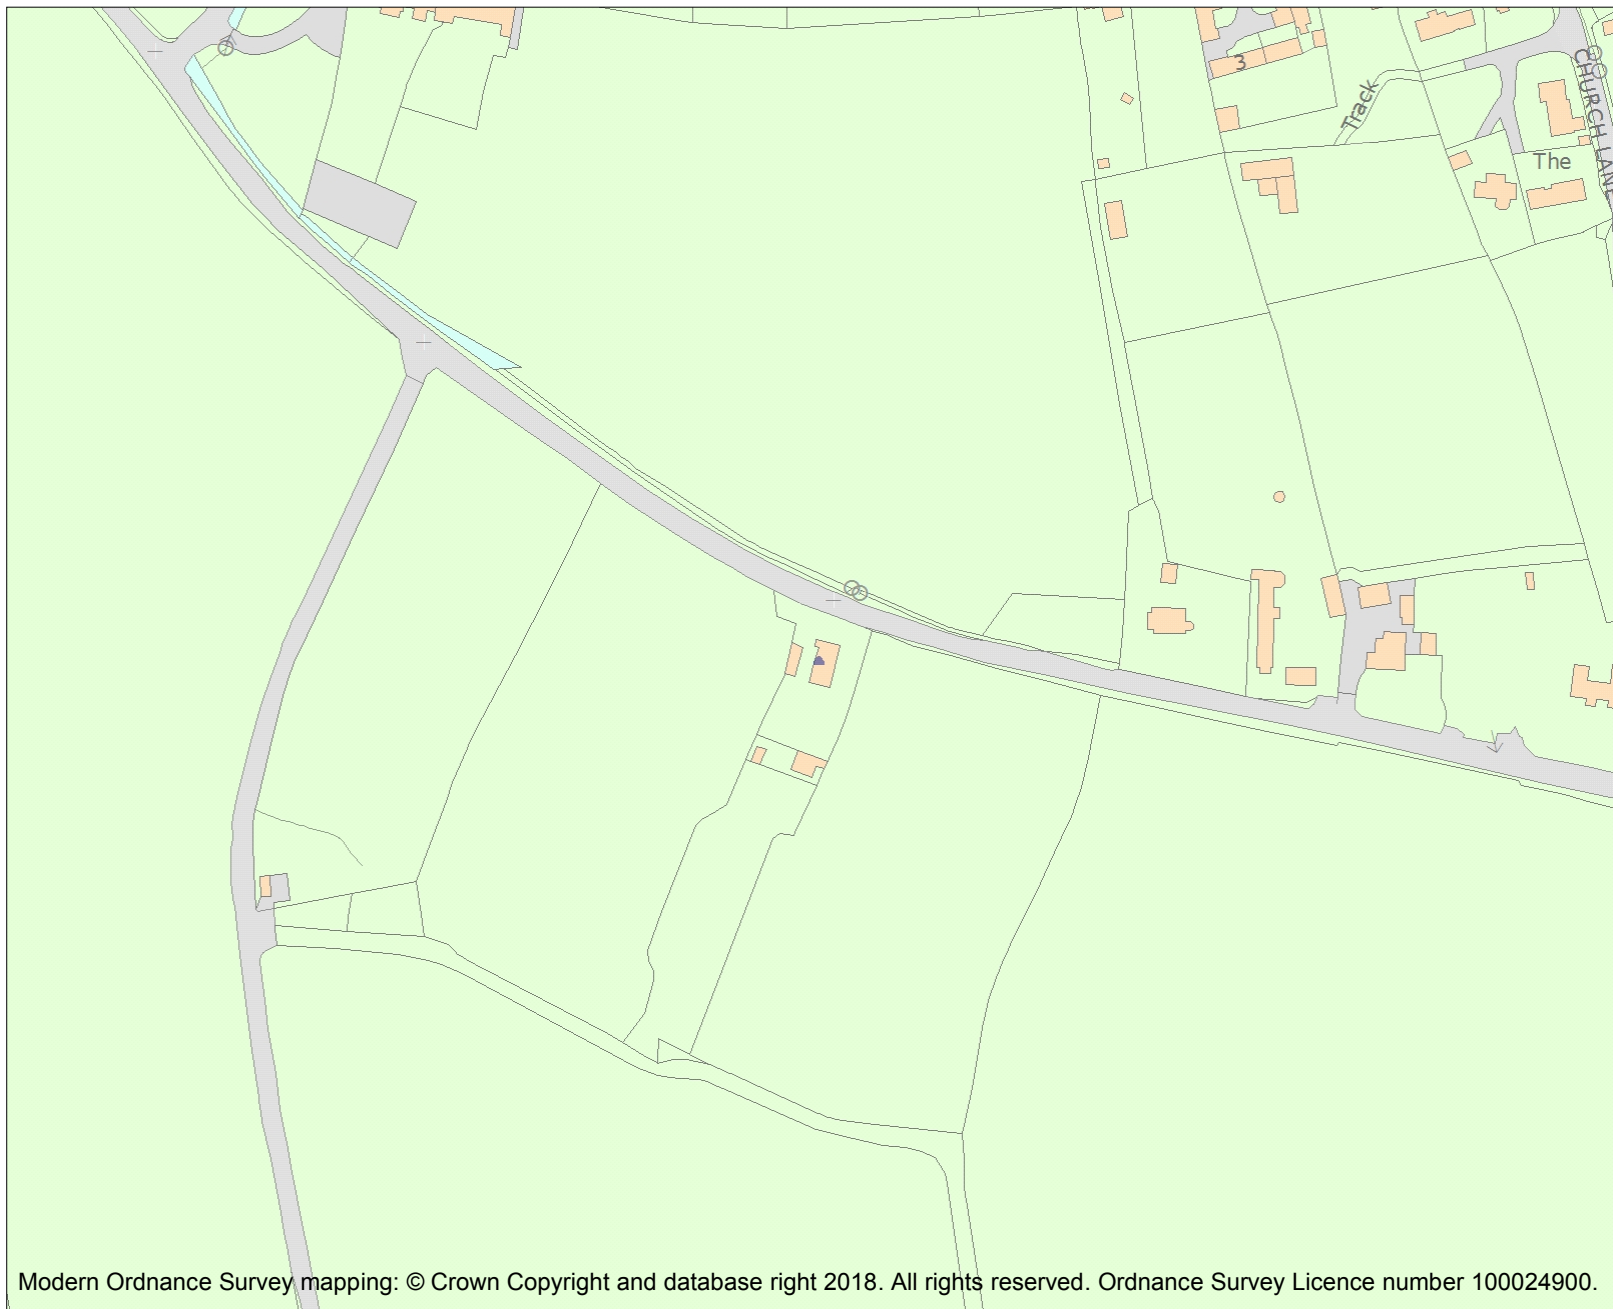 3
Track
CHURCH LANE
The
Modern Ordnance Survey mapping: © Crown Copyright and database right 2018. All rights reserved. Ordnance Survey Licence number 100024900.